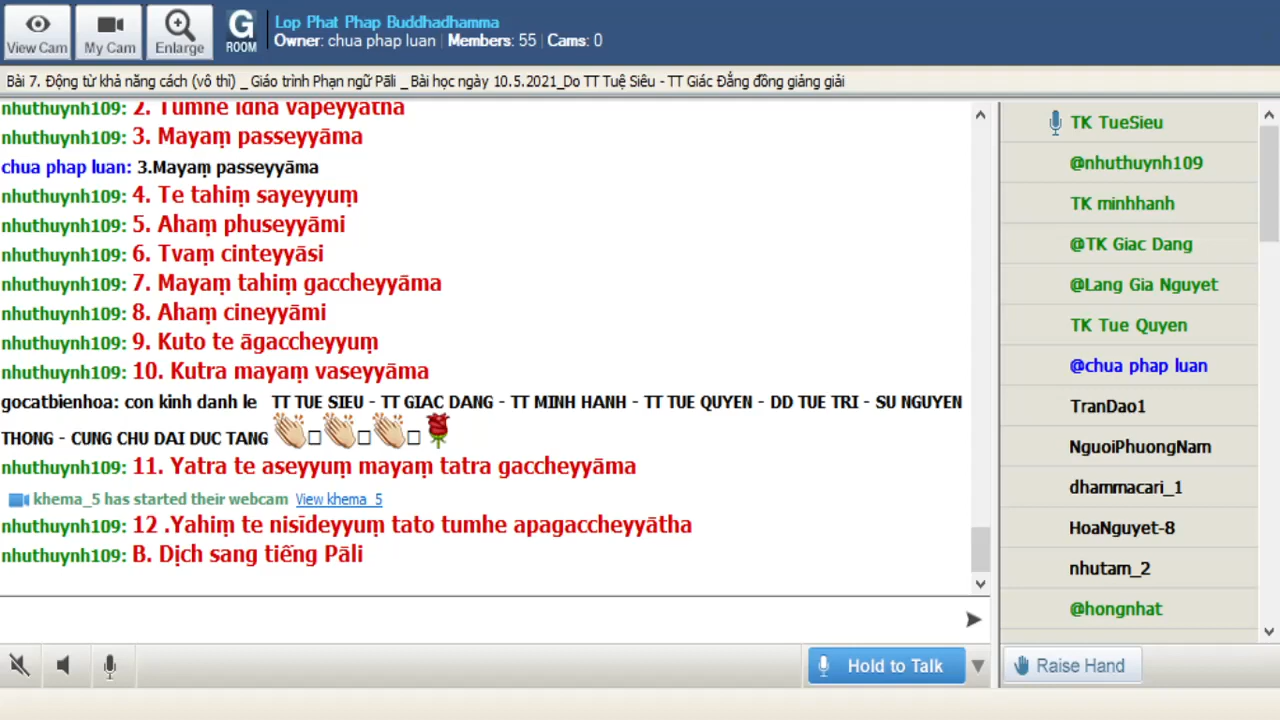 View Cam
My Cam
Enlarge
G
ROOM
Lop Phat Phap Buddhadhamma
Owner: chua phap luan | Members: 55 | Cams: 0
Bài 7. Động từ khả năng cách (vô thì) _ Giáo trình Phạn ngữ Pāli _ Bài học ngày 10.5.2021_Do TT Tuệ Siêu - TT Giác Đẳng đồng giảng giải
nhuthuynh109: 2. Tumhe idha vapeyyātha
nhuthuynh109: 3. Mayaṃ passeyyāma
chua phap luan: 3.Mayaṃ passeyyāma
nhuthuynh109: 4. Te tahiṃ sayeyyuṃ
nhuthuynh109: 5. Ahaṃ phuseyyāmi
nhuthuynh109: 6. Tvaṃ cinteyyāsi
nhuthuynh109: 7. Mayaṃ tahiṃ gaccheyyāma
nhuthuynh109: 8. Ahaṃ cineyyāmi
nhuthuynh109: 9. Kuto te āgaccheyyuṃ
nhuthuynh109: 10. Kutra mayaṃ vaseyyāma
gocatbienhoa: con kinh danh le TT TUE SIEU - TT GIAC DANG - TT MINH HANH - TT TUE QUYEN - DD TUE TRI - SU NGUYEN
THONG - CUNG CHU DAI DUC TANG
nhuthuynh109: 11. Yatra te aseyyuṃ mayaṃ tatra gaccheyyāma
khema_5 has started their webcam View khema_5
nhuthuynh109: 12 .Yahiṃ te nisīdeyyuṃ tato tumhe apagaccheyyātha
nhuthuynh109: B. Dịch sang tiếng Pāli
TK TueSieu
@nhuthuynh109
TK minhhanh
@TK Giac Dang
@Lang Gia Nguyet
TK Tue Quyen
@chua phap luan
TranDao1
NguoiPhuongNam
dhammacari_1
HoaNguyet-8
nhutam_2
@hongnhat
Hold to Talk
Raise Hand